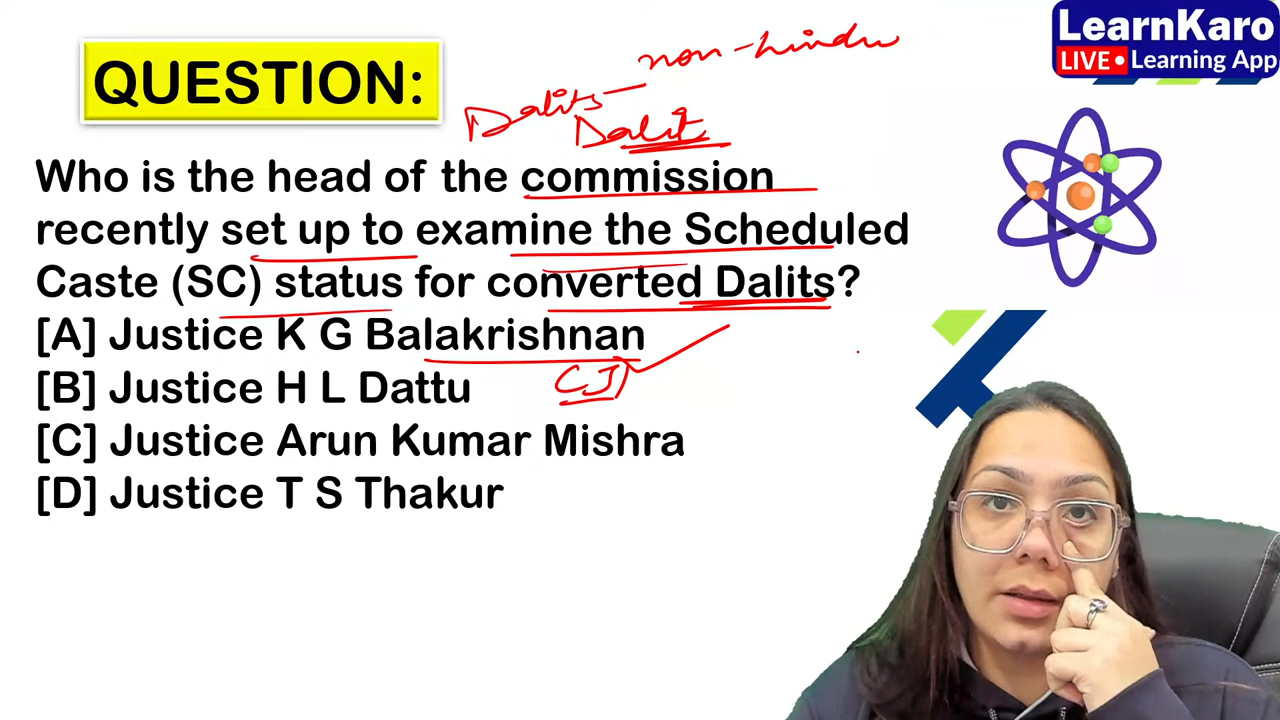 LearnKaro
LIVE • Learning App
QUESTION:
non-hindu
Dalits –
Dalit
Who is the head of the commission
recently set up to examine the Scheduled
Caste (SC) status for converted Dalits?
[A] Justice K G Balakrishnan
CJI
[B] Justice H L Dattu
[C] Justice Arun Kumar Mishra
[D] Justice T S Thakur